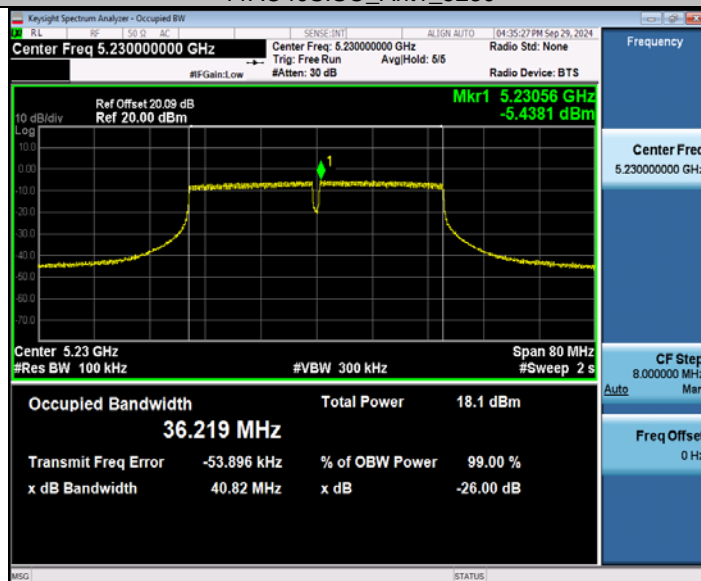 Keysight Spectrum Analyzer - Occupied BW
RL RF 50 Ω AC SENSE:INT ALIGN AUTO 04:35:27 PM Sep 29, 2024
Center Freq 5.230000000 GHz
Center Freq: 5.230000000 GHz
Radio Std: None
Trig: Free Run Avg|Hold: 5/5
#IFGain:Low #Atten: 30 dB Radio Device: BTS
Frequency
Mkr1 5.23056 GHz
-5.4381 dBm
Ref Offset 20.09 dB
10 dB/div Ref 20.00 dBm
Log
10.0
0.00
-10.0
-20.0
-30.0
-40.0
-50.0
-60.0
-70.0
1
Center 5.23 GHz Span 80 MHz
#Res BW 100 kHz #VBW 300 kHz #Sweep 2 s
Occupied Bandwidth Total Power 18.1 dBm
36.219 MHz
Transmit Freq Error -53.896 kHz % of OBW Power 99.00 %
x dB Bandwidth 40.82 MHz x dB -26.00 dB
Center Freq
5.230000000 GHz
CF Step
8.000000 MHz
Auto Man
Freq Offset
0 Hz
MSG STATUS